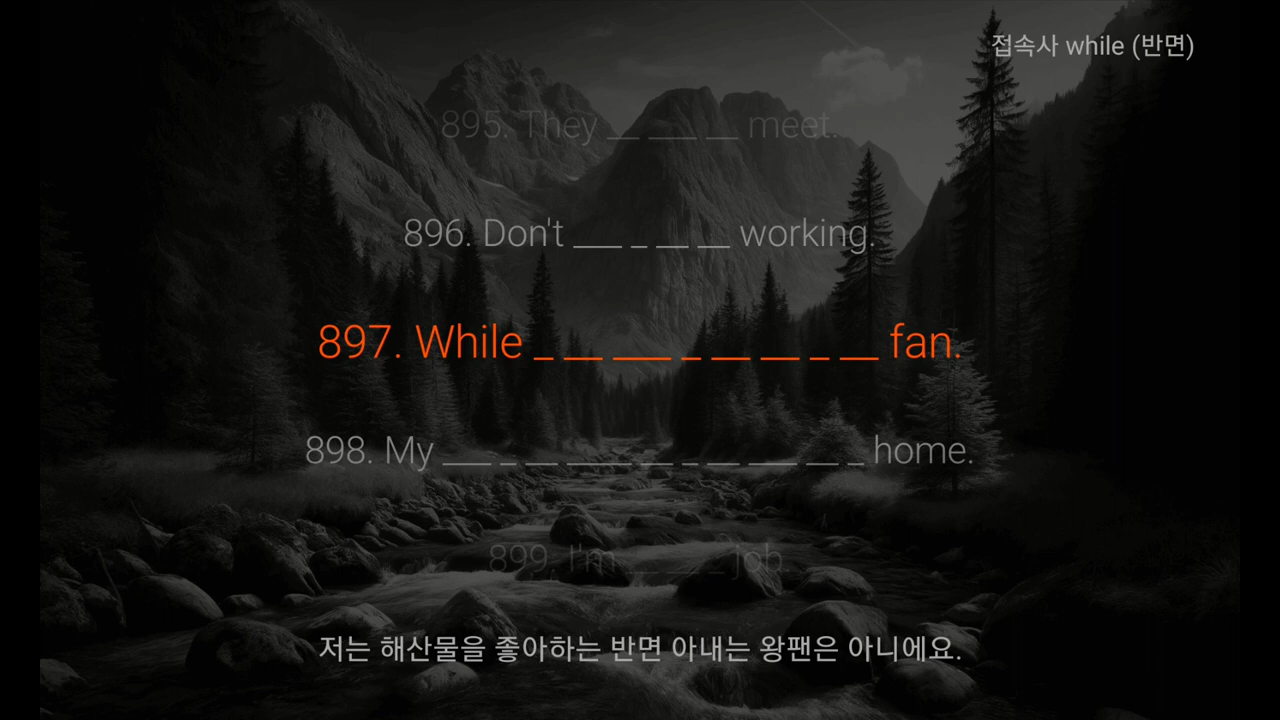 접속사 while (반면)
895. They __ ___ __ meet.
896. Don't ___ _ __ __ working.
897. While _ __ ___ _ __ __ _ __ fan.
898. My ___ _ __ ____ __ _ __ ___ __ _ home.
899. I'm job
저는 해산물을 좋아하는 반면 아내는 왕팬은 아니에요.